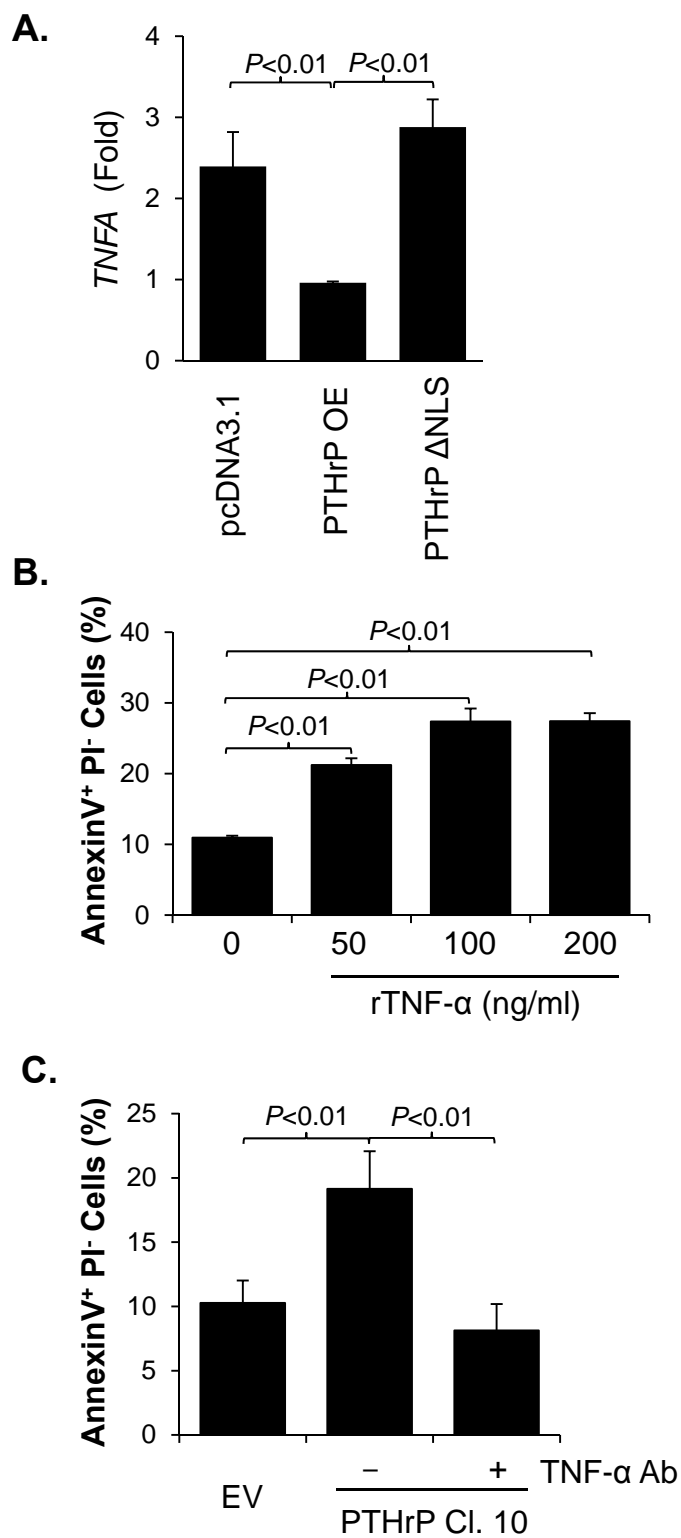 A.
TNFA (Fold)
4
3
2
1
0
P<0.01 P<0.01
pcDNA3.1
PTHrP OE
PTHrP ΔNLS
B.
AnnexinV⁺ PI⁻ Cells (%)
40
30
20
10
0
P<0.01
P<0.01
P<0.01
0 50 100 200
rTNF-α (ng/ml)
C.
AnnexinV⁺ PI⁻ Cells (%)
25
20
15
10
5
0
P<0.01 P<0.01
− + TNF-α Ab
EV
PTHrP Cl. 10